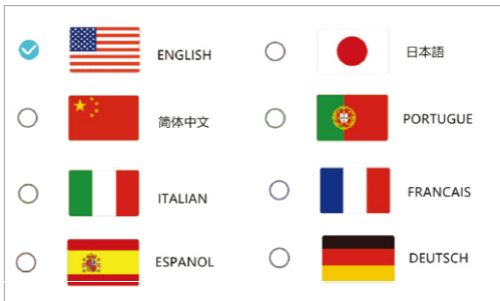 ENGLISH
日本語
简体中文
PORTUGUE
ITALIAN
FRANCAIS
ESPANOL
DEUTSCH